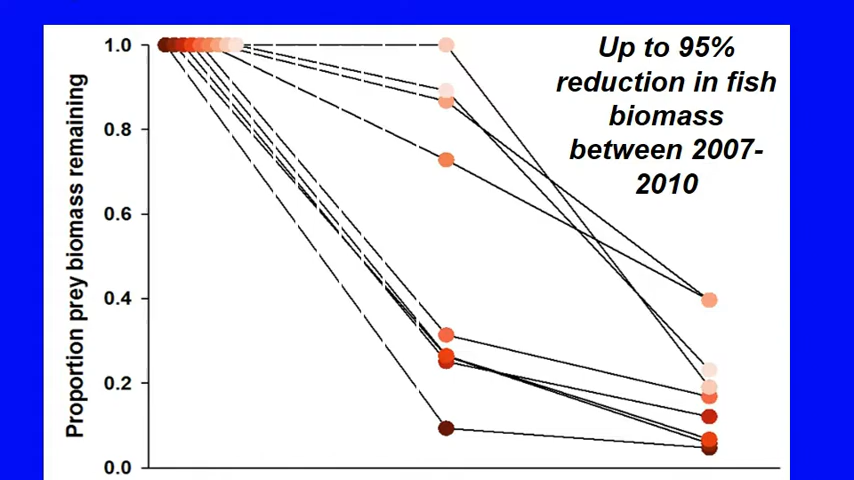 Up to 95%
reduction in fish
biomass
between 2007-
2010
Proportion prey biomass remaining
1.0
0.8
0.6
0.4
0.2
0.0